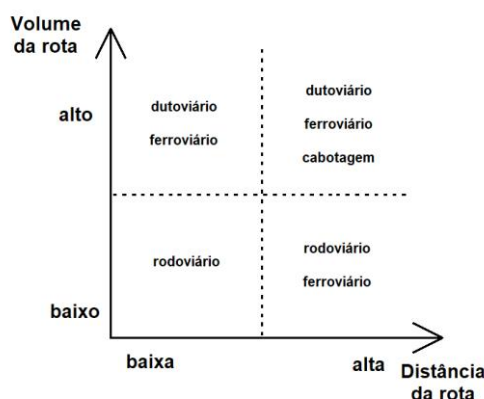 Volume
da rota
alto
dutoviário
ferroviário
dutoviário
ferroviário
cabotagem
rodoviário
rodoviário
ferroviário
baixo
baixa
alta
Distância
da rota